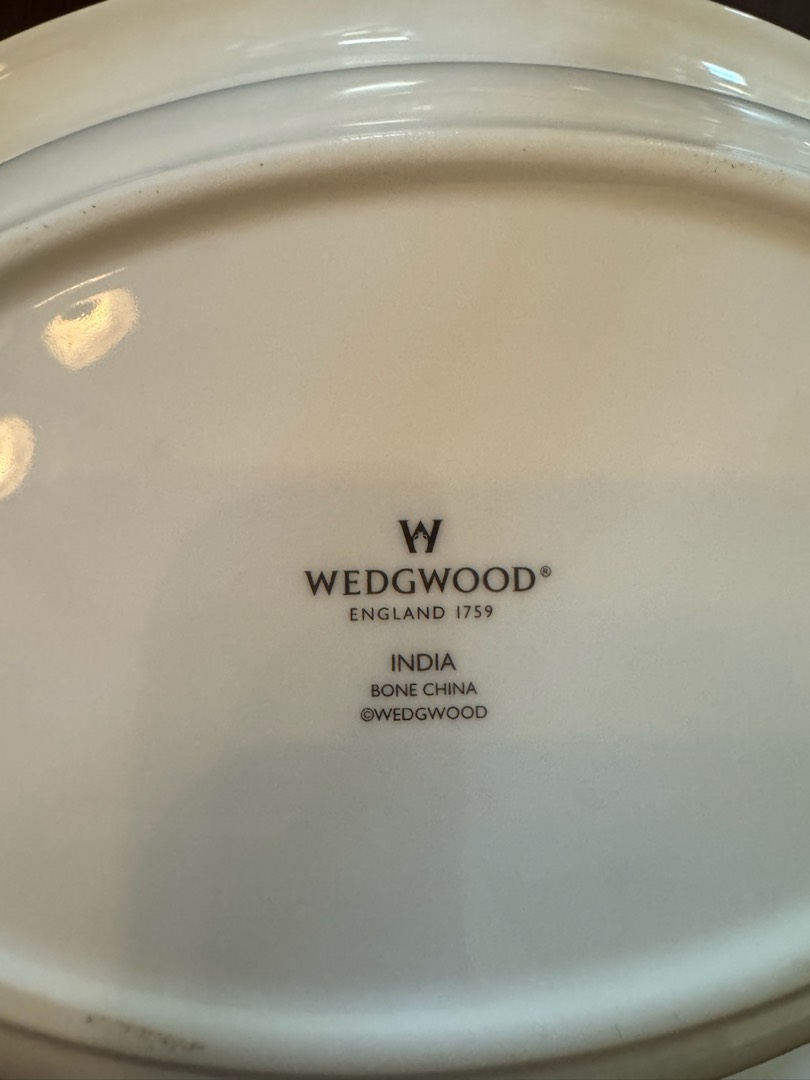 W
WEDGWOOD®
ENGLAND 1759
INDIA
BONE CHINA
©WEDGWOOD